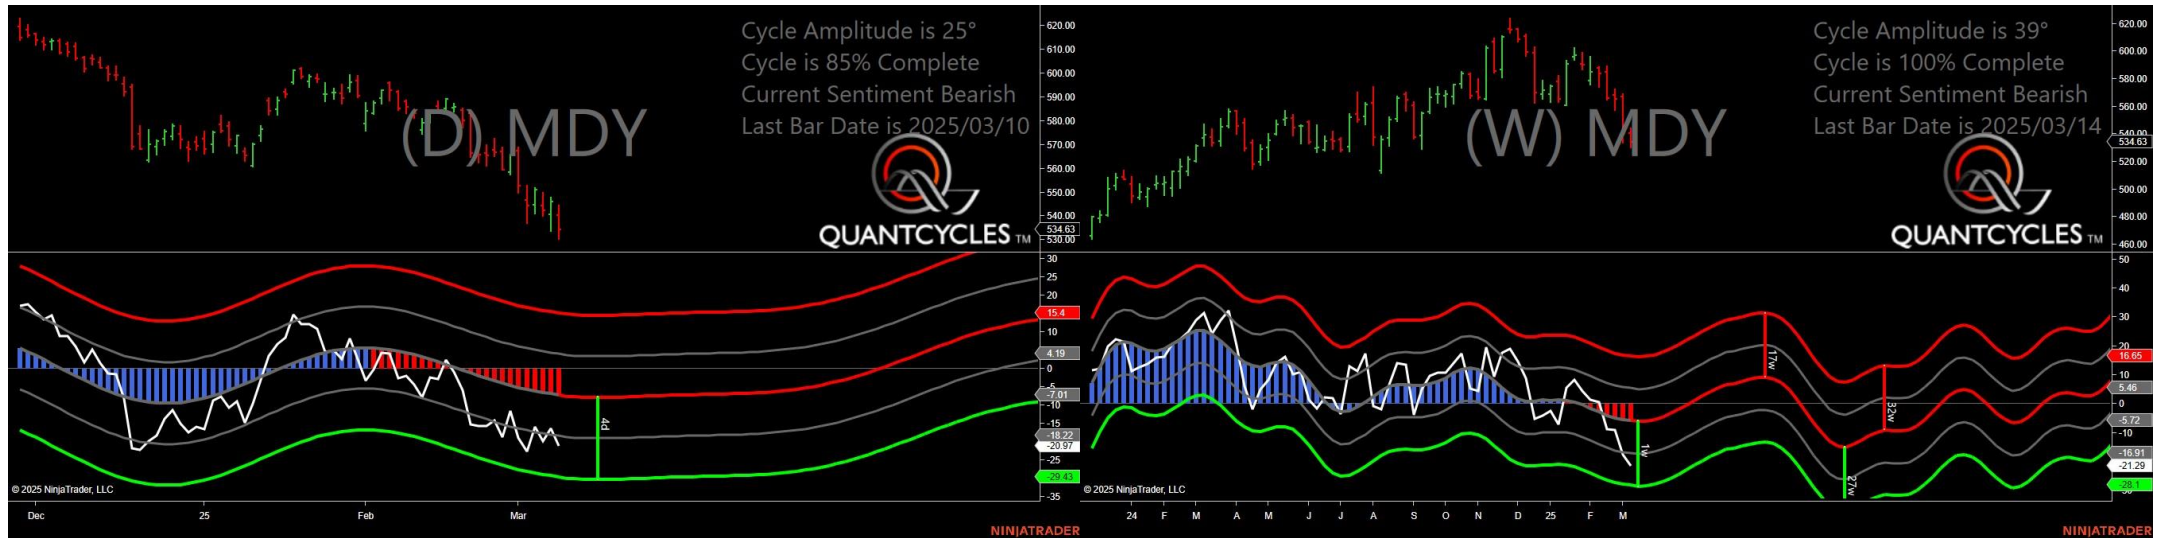 Cycle Amplitude is 25°
Cycle is 85% Complete
Current Sentiment Bearish
Last Bar Date is 2025/03/10
(D) MDY
QUANTCYCLES TM
620.00
610.00
600.00
590.00
580.00
570.00
560.00
550.00
540.00
534.63
530.00
30
25
20
15.4
10
4.19
0
-5
-7.01
-10
-15
-18.22
-20.97
-25
-29.43
-35
4d
© 2025 NinjaTrader, LLC
Dec 25 Feb Mar
NINJATRADER
Cycle Amplitude is 39°
Cycle is 100% Complete
Current Sentiment Bearish
Last Bar Date is 2025/03/14
(W) MDY
QUANTCYCLES TM
620.00
600.00
580.00
560.00
540.00
534.63
520.00
500.00
480.00
460.00
50
40
30
20
16.65
10
5.46
0
-5.72
-10
-16.91
-21.29
-28.1
17w
32w
1w
27w
© 2025 NinjaTrader, LLC
24 F M A M J J A S O N D 25 F M
NINJATRADER